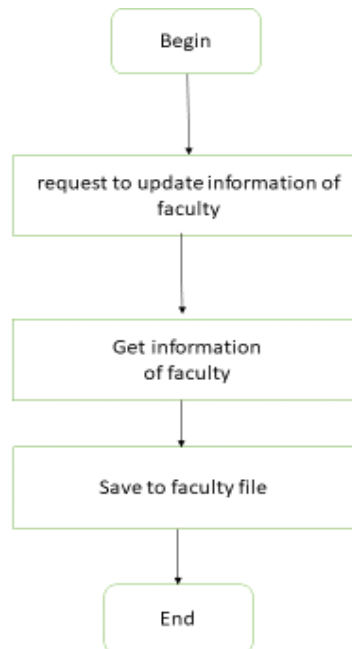 Begin
request to update information of
faculty
Get information
of faculty
Save to faculty file
End